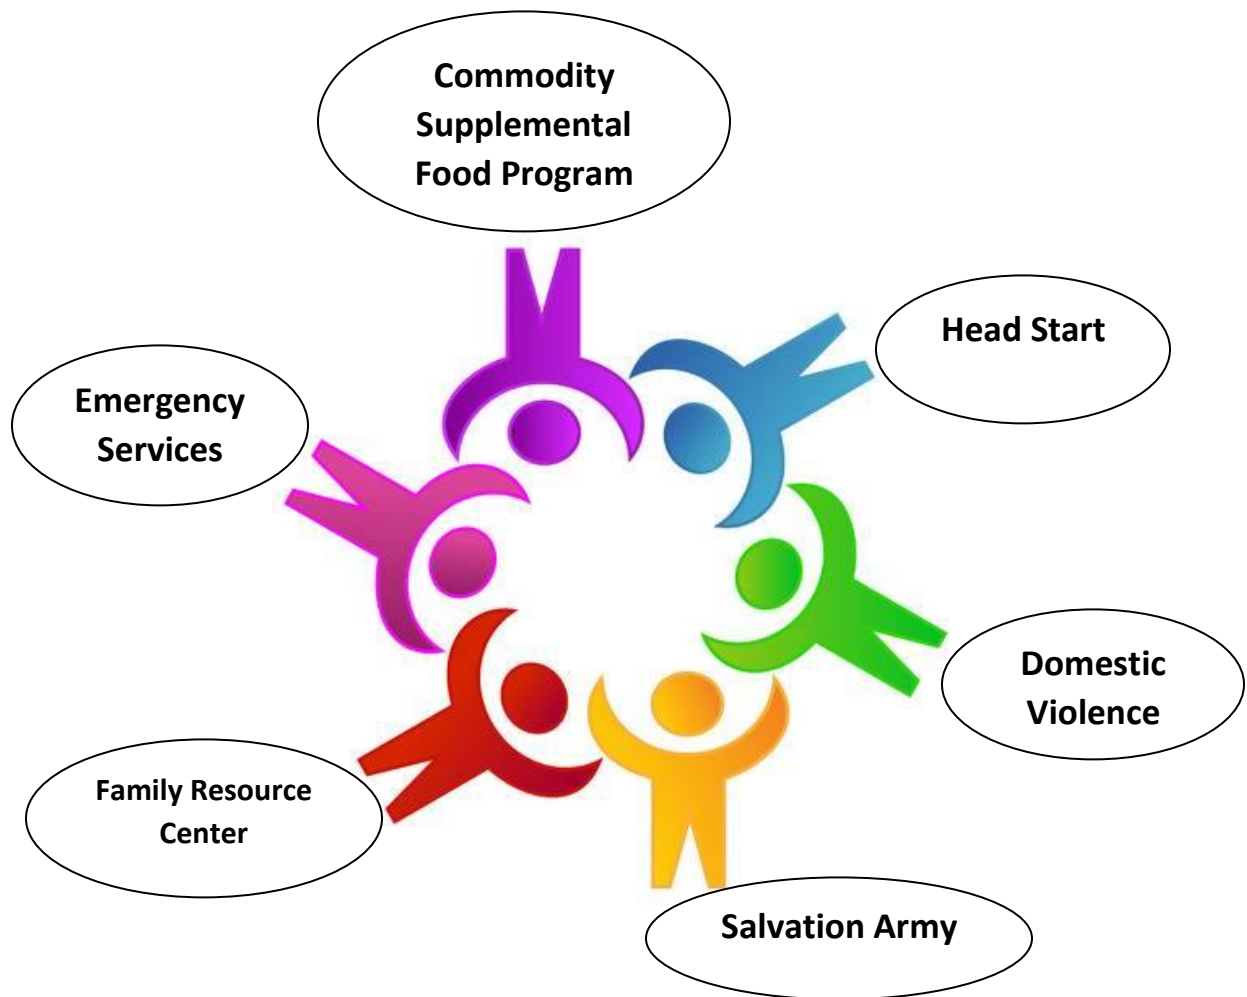 Commodity
Supplemental
Food Program
Head Start
Emergency
Services
Domestic
Violence
Family Resource
Center
Salvation Army